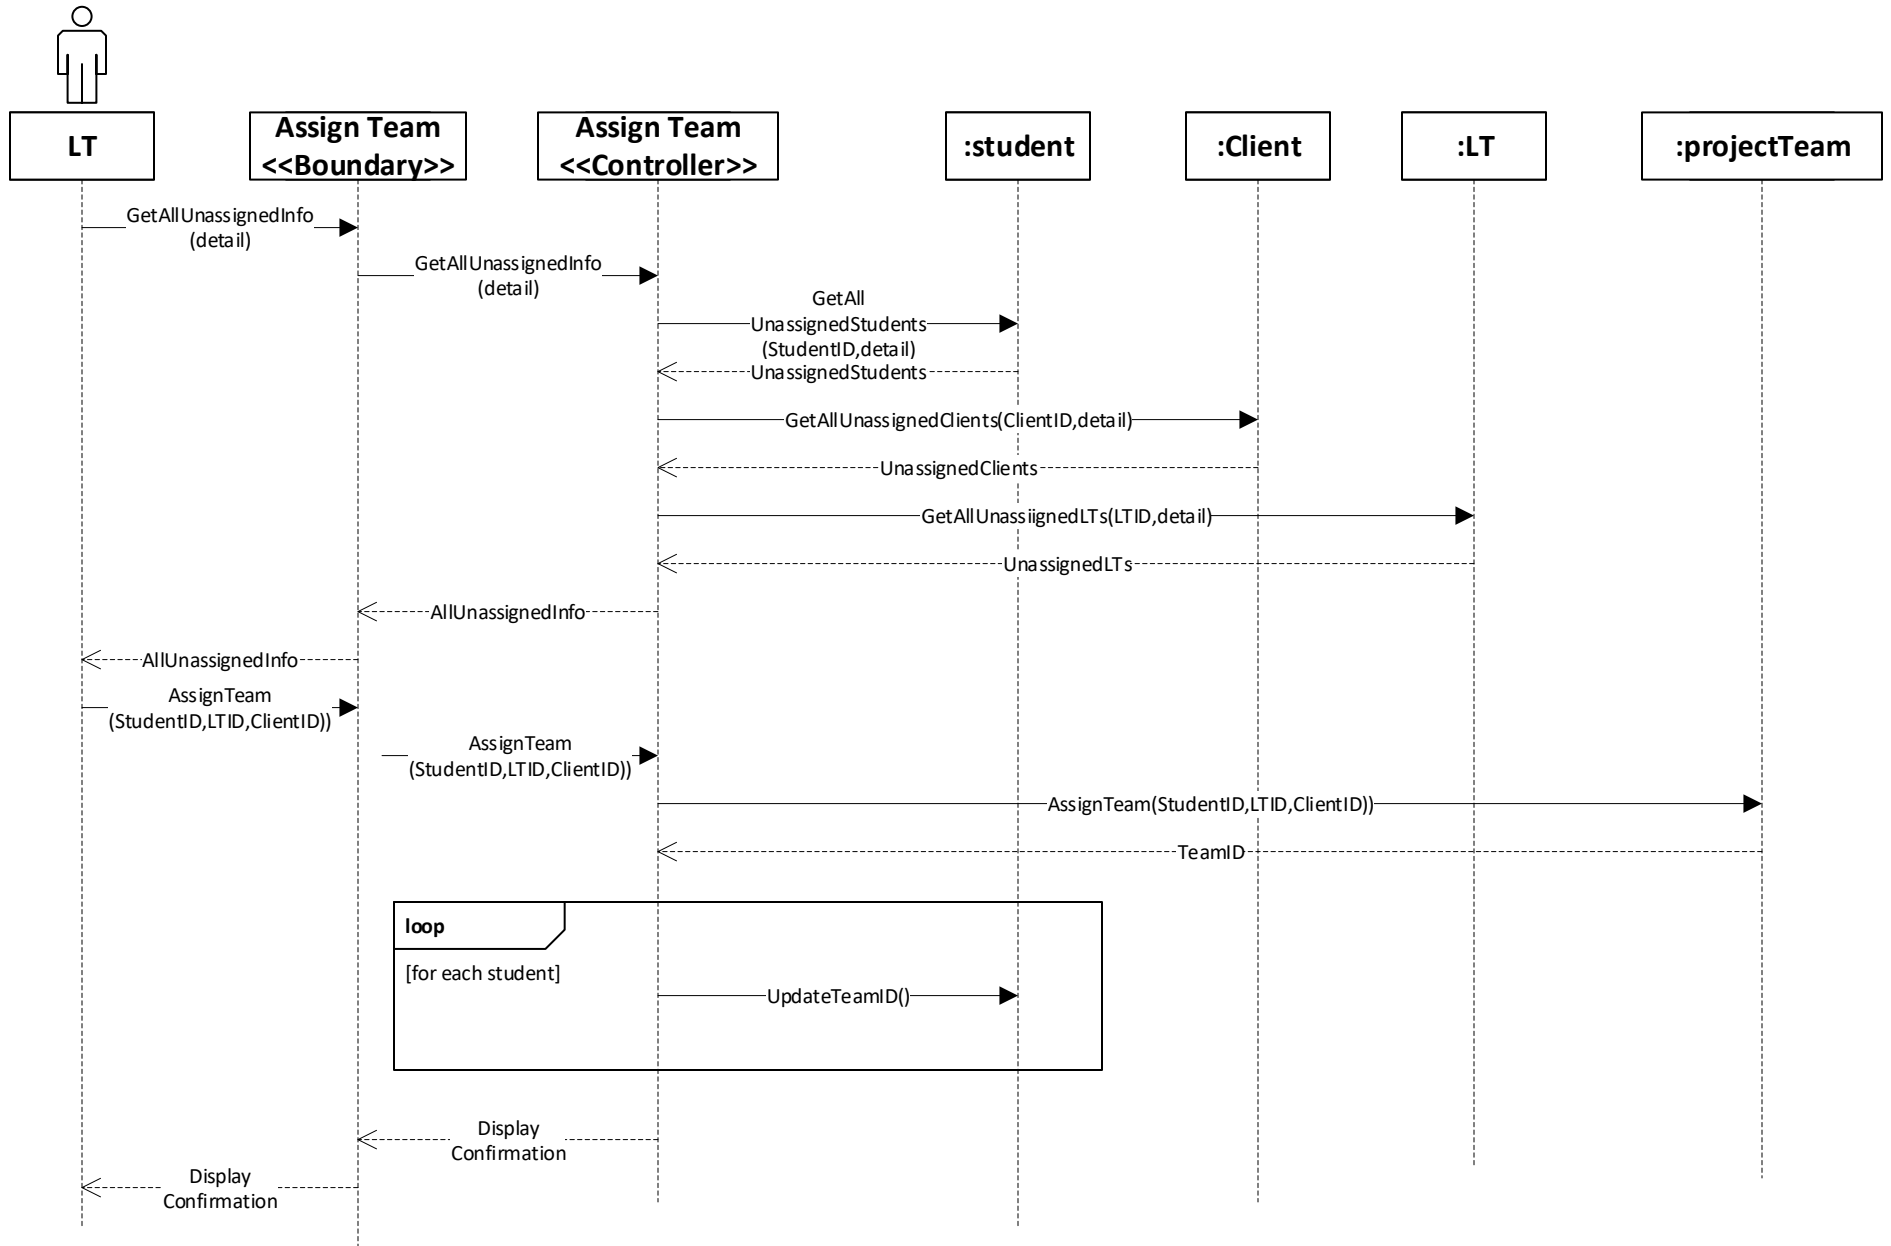 LT
Assign Team
<<Boundary>>
Assign Team
<<Controller>>
:student
:Client
:LT
:projectTeam
GetAllUnassignedInfo
(detail)
GetAllUnassignedInfo
(detail)
GetAll
UnassignedStudents
(StudentID,detail)
UnassignedStudents
GetAllUnassignedClients(ClientID,detail)
UnassignedClients
GetAllUnassiignedLTs(LTID,detail)
UnassignedLTs
AllUnassignedInfo
AllUnassignedInfo
AssignTeam
(StudentID,LTID,ClientID))
AssignTeam
(StudentID,LTID,ClientID))
AssignTeam(StudentID,LTID,ClientID))
TeamID
loop
[for each student]
UpdateTeamID()
Display
Confirmation
Display
Confirmation